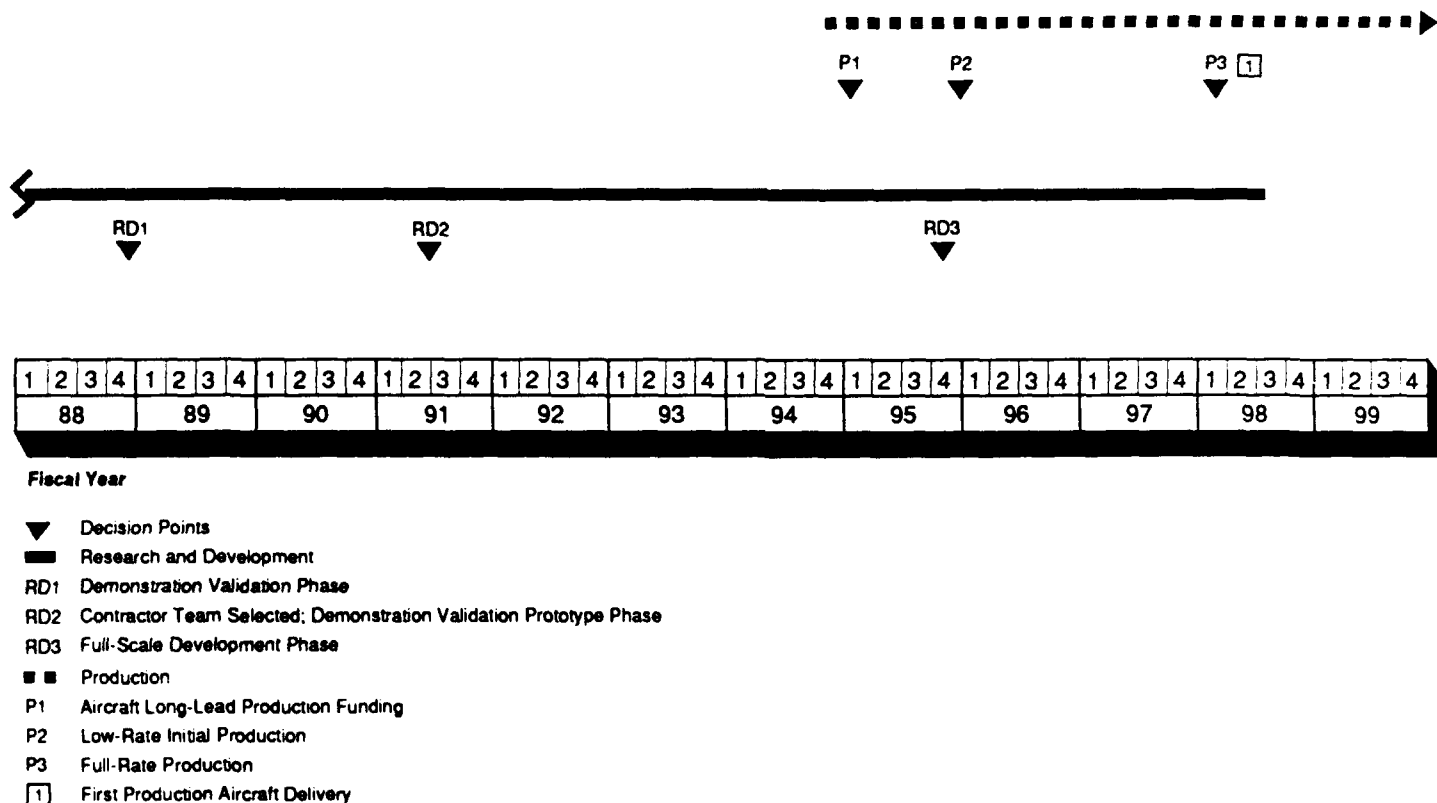 P1 P2 P3 1
RD1 RD2 RD3
1 2 3 4 1 2 3 4 1 2 3 4 1 2 3 4 1 2 3 4 1 2 3 4 1 2 3 4 1 2 3 4 1 2 3 4 1 2 3 4 1 2 3 4 1 2 3 4
88 89 90 91 92 93 94 95 96 97 98 99
Fiscal Year
Decision Points
Research and Development
RD1 Demonstration Validation Phase
RD2 Contractor Team Selected; Demonstration Validation Prototype Phase
RD3 Full-Scale Development Phase
Production
P1 Aircraft Long-Lead Production Funding
P2 Low-Rate Initial Production
P3 Full-Rate Production
1 First Production Aircraft Delivery